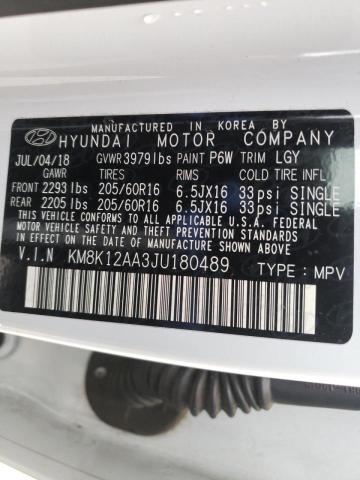 MANUFACTURED IN KOREA BY
HYUNDAI MOTOR COMPANY
JUL/04/18 GVWR 3979lbs PAINT P6W TRIM LGY
GAWR TIRES RIMS COLD TIRE INFL
FRONT 2293 lbs 205/60R16 6.5JX16 33psi SINGLE
REAR 2205 lbs 205/60R16 6.5JX16 33psi SINGLE
THIS VEHICLE CONFORMS TO ALL APPLICABLE U.S.A FEDERAL
MOTOR VEHICLE SAFETY, BUMPER, AND THEFT PREVENTION
STANDARDS IN EFFECT ON THE DATE OF MANUFACTURE SHOWN ABOVE.
V.I.N KM8K12AA3JU180489 TYPE : MPV